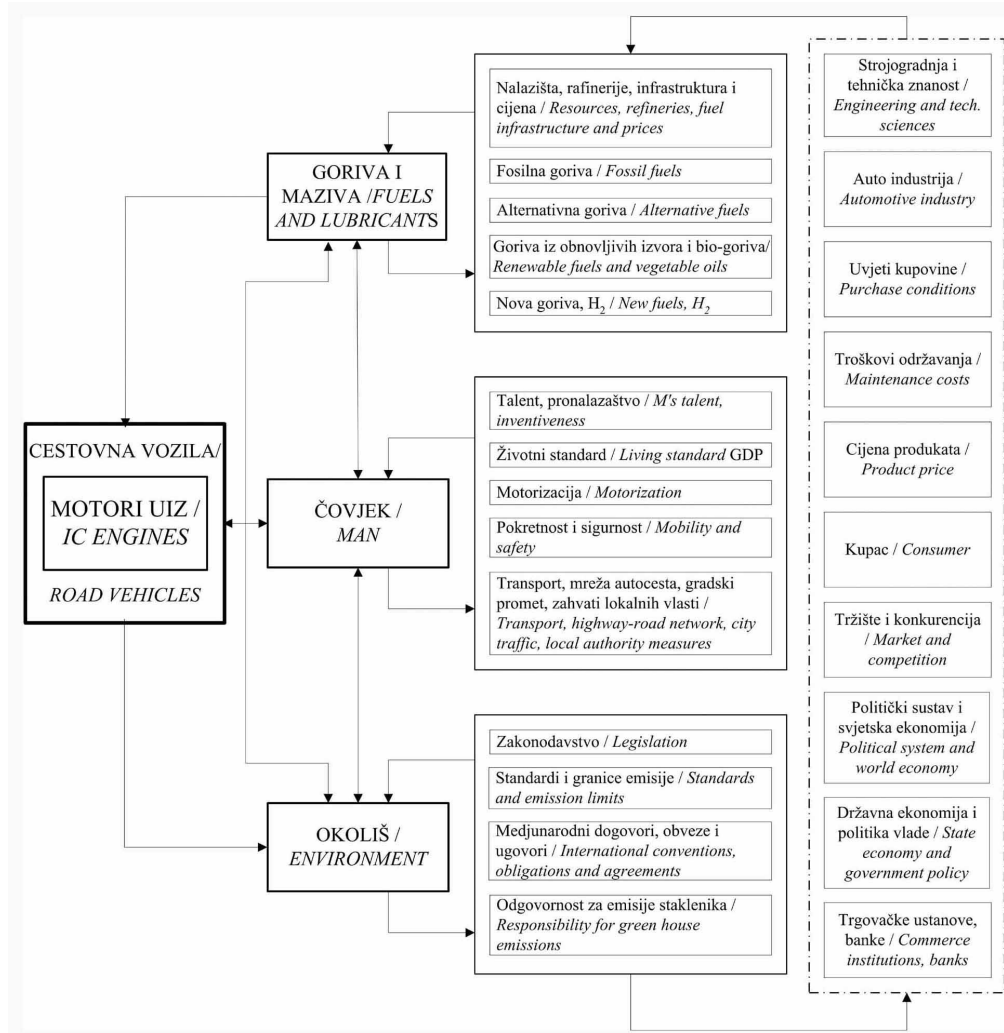 GORIVA I
MAZIVA /FUELS
AND LUBRICANTS
CESTOVNA VOZILA/
MOTORI UIZ /
IC ENGINES
ROAD VEHICLES
ČOVJEK /
MAN
OKOLIŠ /
ENVIRONMENT
Nalazišta, rafinerije, infrastruktura i
cijena / Resources, refineries, fuel
infrastructure and prices
Fosilna goriva / Fossil fuels
Alternativna goriva / Alternative fuels
Goriva iz obnovljivih izvora i bio-goriva/
Renewable fuels and vegetable oils
Nova goriva, H₂ / New fuels, H₂
Talent, pronalazaštvo / M's talent,
inventiveness
Životni standard / Living standard GDP
Motorizacija / Motorization
Pokretnost i sigurnost / Mobility and
safety
Transport, mreža autocesta, gradski
promet, zahvati lokalnih vlasti /
Transport, highway-road network, city
traffic, local authority measures
Zakonodavstvo / Legislation
Standardi i granice emisije / Standards
and emission limits
Medjunarodni dogovori, obveze i
ugovori / International conventions,
obligations and agreements
Odgovornost za emisije staklenika /
Responsibility for green house
emissions
Strojogradnja i
tehnička znanost /
Engineering and tech.
sciences
Auto industrija /
Automotive industry
Uvjeti kupovine /
Purchase conditions
Troškovi održavanja /
Maintenance costs
Cijena produkata /
Product price
Kupac / Consumer
Tržište i konkurencija
/ Market and
competition
Politički sustav i
svjetska ekonomija /
Political system and
world economy
Državna ekonomija i
politika vlade / State
economy and
government policy
Trgovačke ustanove,
banke / Commerce
institutions, banks